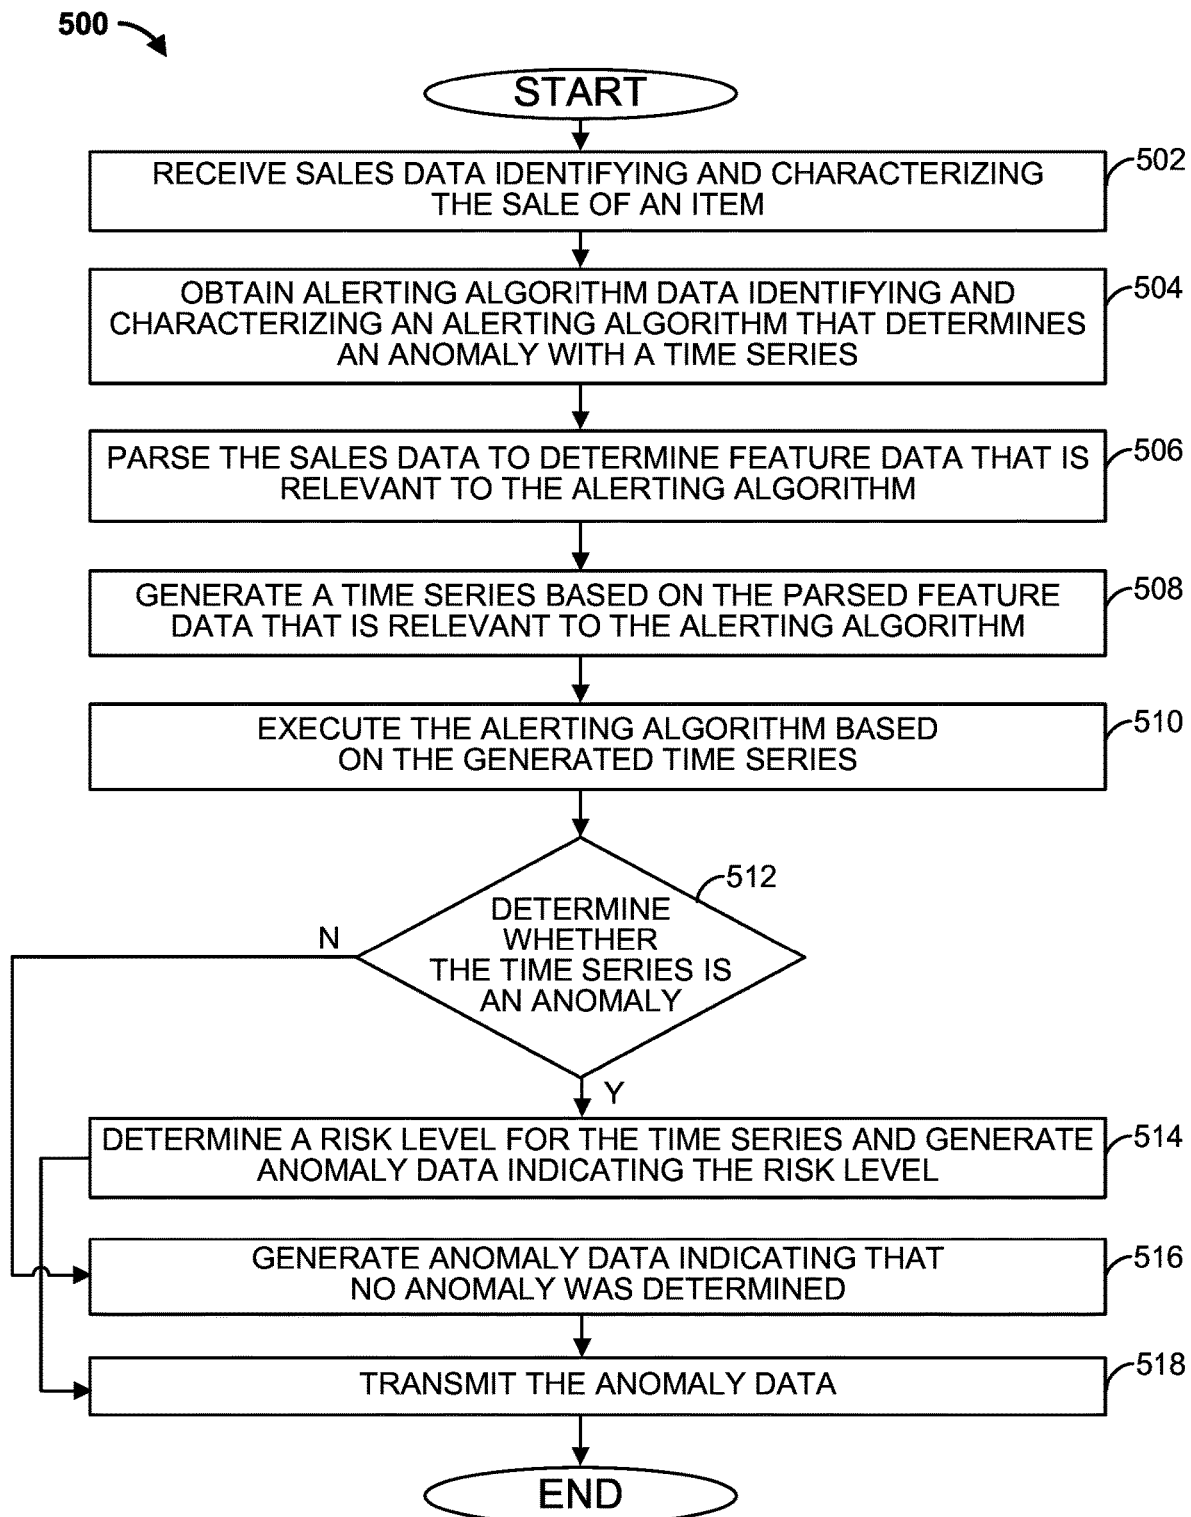 500
START
RECEIVE SALES DATA IDENTIFYING AND CHARACTERIZING
THE SALE OF AN ITEM
502
OBTAIN ALERTING ALGORITHM DATA IDENTIFYING AND
CHARACTERIZING AN ALERTING ALGORITHM THAT DETERMINES
AN ANOMALY WITH A TIME SERIES
504
PARSE THE SALES DATA TO DETERMINE FEATURE DATA THAT IS
RELEVANT TO THE ALERTING ALGORITHM
506
GENERATE A TIME SERIES BASED ON THE PARSED FEATURE
DATA THAT IS RELEVANT TO THE ALERTING ALGORITHM
508
EXECUTE THE ALERTING ALGORITHM BASED
ON THE GENERATED TIME SERIES
510
512
DETERMINE
WHETHER
THE TIME SERIES IS
AN ANOMALY
N
Y
DETERMINE A RISK LEVEL FOR THE TIME SERIES AND GENERATE
ANOMALY DATA INDICATING THE RISK LEVEL
514
GENERATE ANOMALY DATA INDICATING THAT
NO ANOMALY WAS DETERMINED
516
TRANSMIT THE ANOMALY DATA
518
END